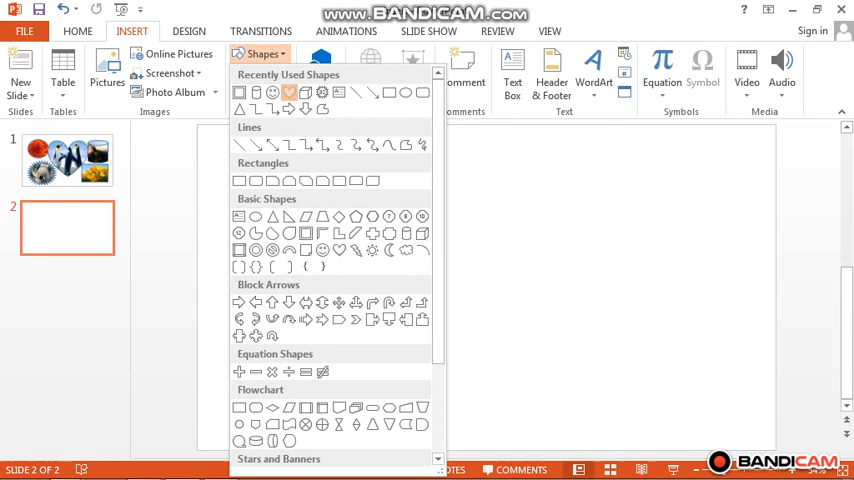 www.BANDICAM.com
FILE HOME INSERT DESIGN TRANSITIONS ANIMATIONS SLIDE SHOW REVIEW VIEW Sign in
New Slide
Table
Pictures
Online Pictures
Screenshot
Photo Album
Images
Shapes
Comment
Text Box
Header & Footer
WordArt
Text
Equation
Symbol
Symbols
Video
Audio
Media
Recently Used Shapes
Lines
Rectangles
Basic Shapes
Block Arrows
Equation Shapes
Flowchart
Stars and Banners
1
2
SLIDE 2 OF 2
NOTES
COMMENTS
54%
BANDICAM